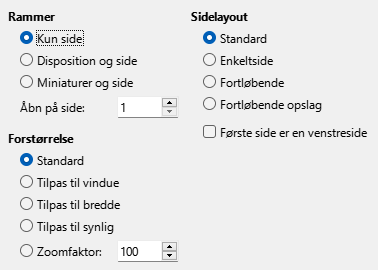 Rammer
Kun side
Disposition og side
Miniaturer og side
Åbn på side: 1
Forstørrelse
Standard
Tilpas til vindue
Tilpas til bredde
Tilpas til synlig
Zoomfaktor: 100
Sidelayout
Standard
Enkeltside
Fortløbende
Fortløbende opslag
Første side er en venstreside